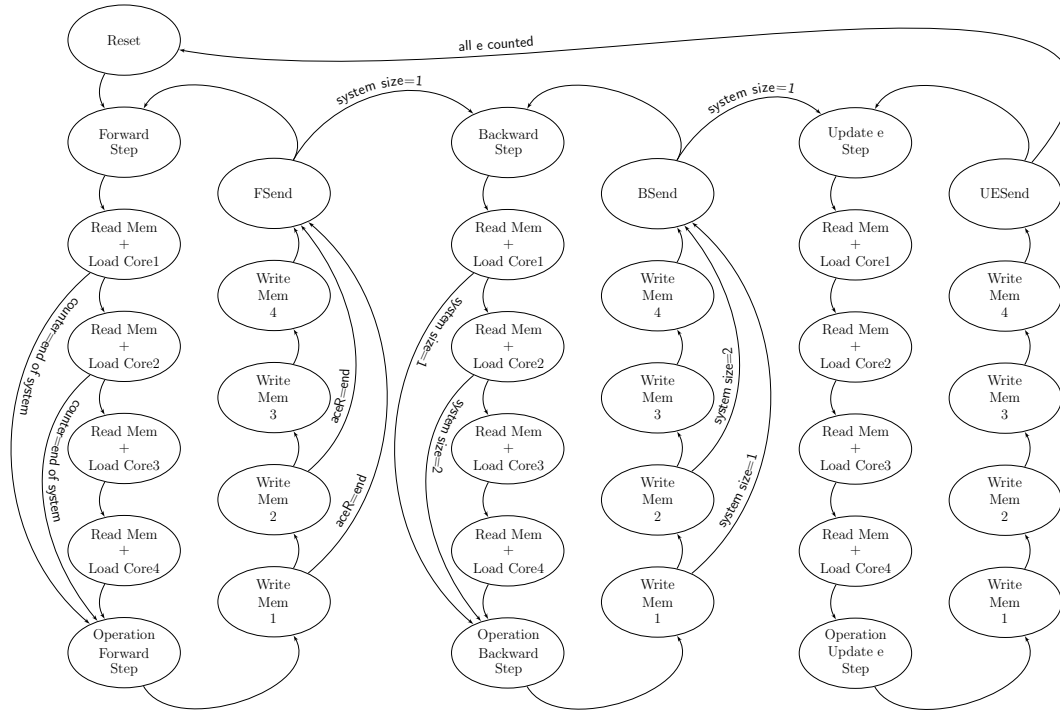 Reset
all e counted
system size=1
system size=1
Forward
Step
Backward
Step
Update e
Step
FSend
BSend
UESend
Read Mem
+
Load Core1
Read Mem
+
Load Core1
Read Mem
+
Load Core1
Write
Mem
4
Write
Mem
4
Write
Mem
4
counter=end of system
system size=1
Read Mem
+
Load Core2
Read Mem
+
Load Core2
Read Mem
+
Load Core2
Write
Mem
3
Write
Mem
3
Write
Mem
3
aceR=end
system size=2
counter=end of system
system size=2
Read Mem
+
Load Core3
Read Mem
+
Load Core3
Read Mem
+
Load Core3
Write
Mem
2
Write
Mem
2
Write
Mem
2
aceR=end
system size=1
Read Mem
+
Load Core4
Read Mem
+
Load Core4
Read Mem
+
Load Core4
Write
Mem
1
Write
Mem
1
Write
Mem
1
Operation
Forward
Step
Operation
Backward
Step
Operation
Update e
Step